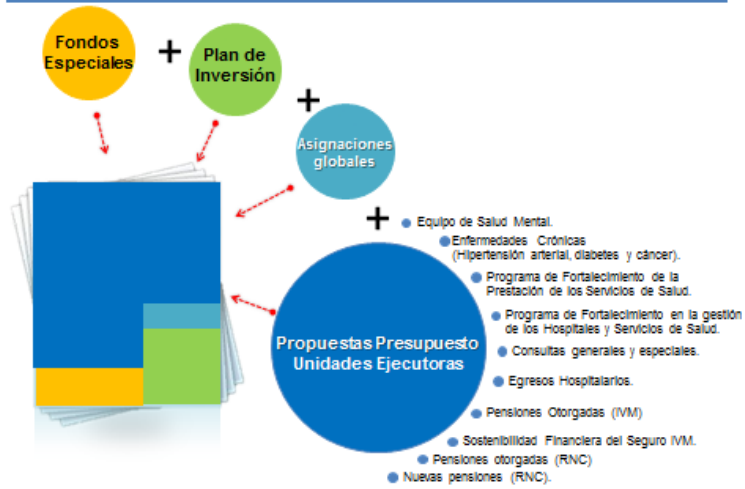 Fondos
Especiales
+
Plan de
Inversión
+
Asignaciones
globales
+
Equipo de Salud Mental.
Enfermedades Crónicas
(Hipertensión arterial, diabetes y cáncer).
Programa de Fortalecimiento de la
Prestación de los Servicios de Salud.
Programa de Fortalecimiento en la gestión
de los Hospitales y Servicios de Salud.
Consultas generales y especiales.
Propuestas Presupuesto
Unidades Ejecutoras
Egresos Hospitalarios.
Pensiones Otorgadas (IVM)
Sostenibilidad Financiera del Seguro IVM.
Pensiones otorgadas (RNC)
Nuevas pensiones (RNC).